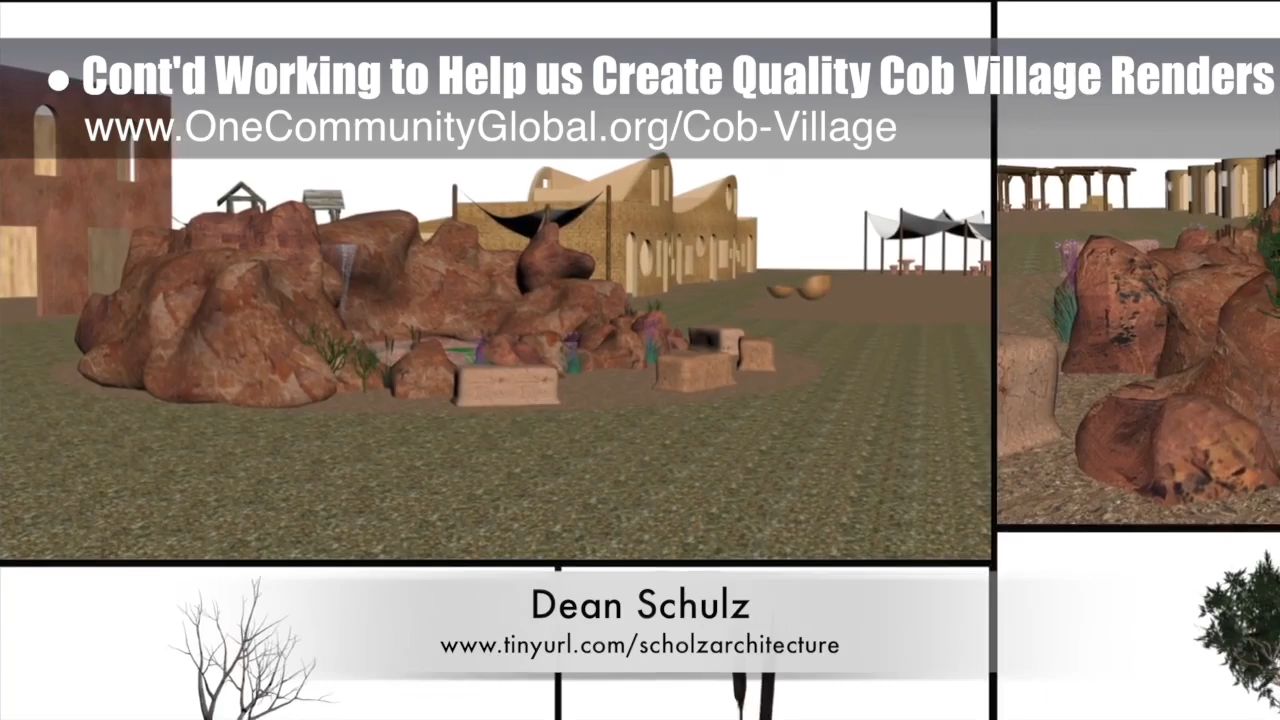 • Cont'd Working to Help us Create Quality Cob Village Renders
www.OneCommunityGlobal.org/Cob-Village
Dean Schulz
www.tinyurl.com/scholzarchitecture